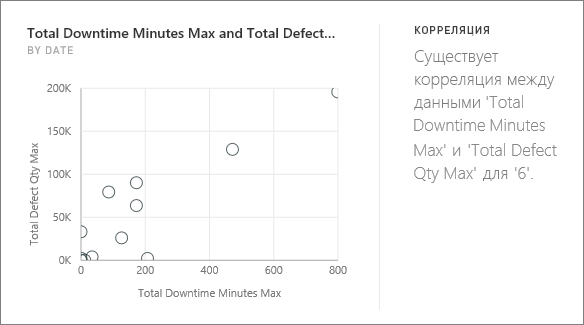 Total Downtime Minutes Max and Total Defect...
BY DATE
200K
150K
100K
50K
0K
0
200
400
600
800
Total Defect Qty Max
Total Downtime Minutes Max
КОРРЕЛЯЦИЯ
Существует
корреляция между
данными 'Total
Downtime Minutes
Max' и 'Total Defect
Qty Max' для '6'.